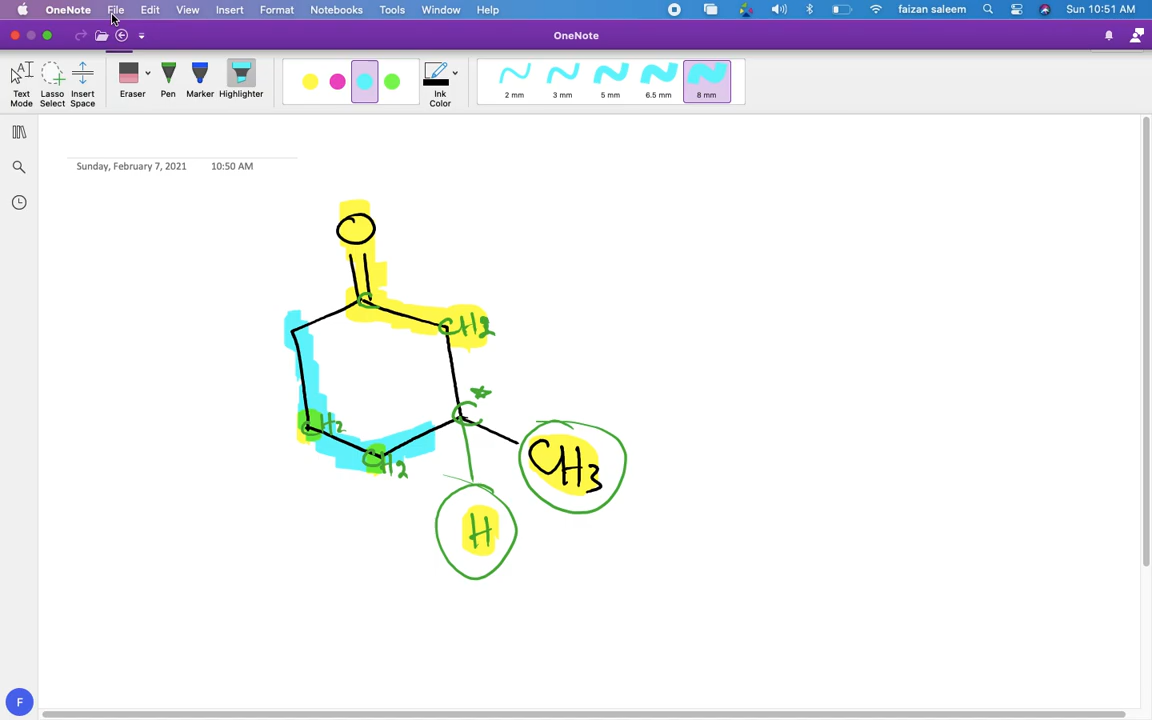 OneNote File Edit View Insert Format Notebooks Tools Window Help faizan saleem Sun 10:51 AM
OneNote
Text Mode
Lasso Select
Insert Space
Eraser
Pen
Marker
Highlighter
Ink Color
2 mm
3 mm
5 mm
6.5 mm
8 mm
Sunday, February 7, 2021 10:50 AM
O
C
CH2
C*
CH2
CH2
CH3
H
F